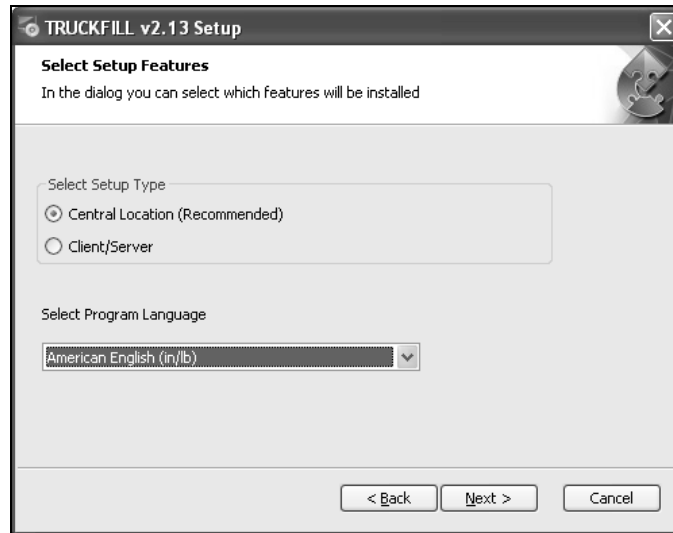 TRUCKFILL v2.13 Setup
Select Setup Features
In the dialog you can select which features will be installed
Select Setup Type
Central Location (Recommended)
Client/Server
Select Program Language
American English (in/lb)
< Back Next > Cancel